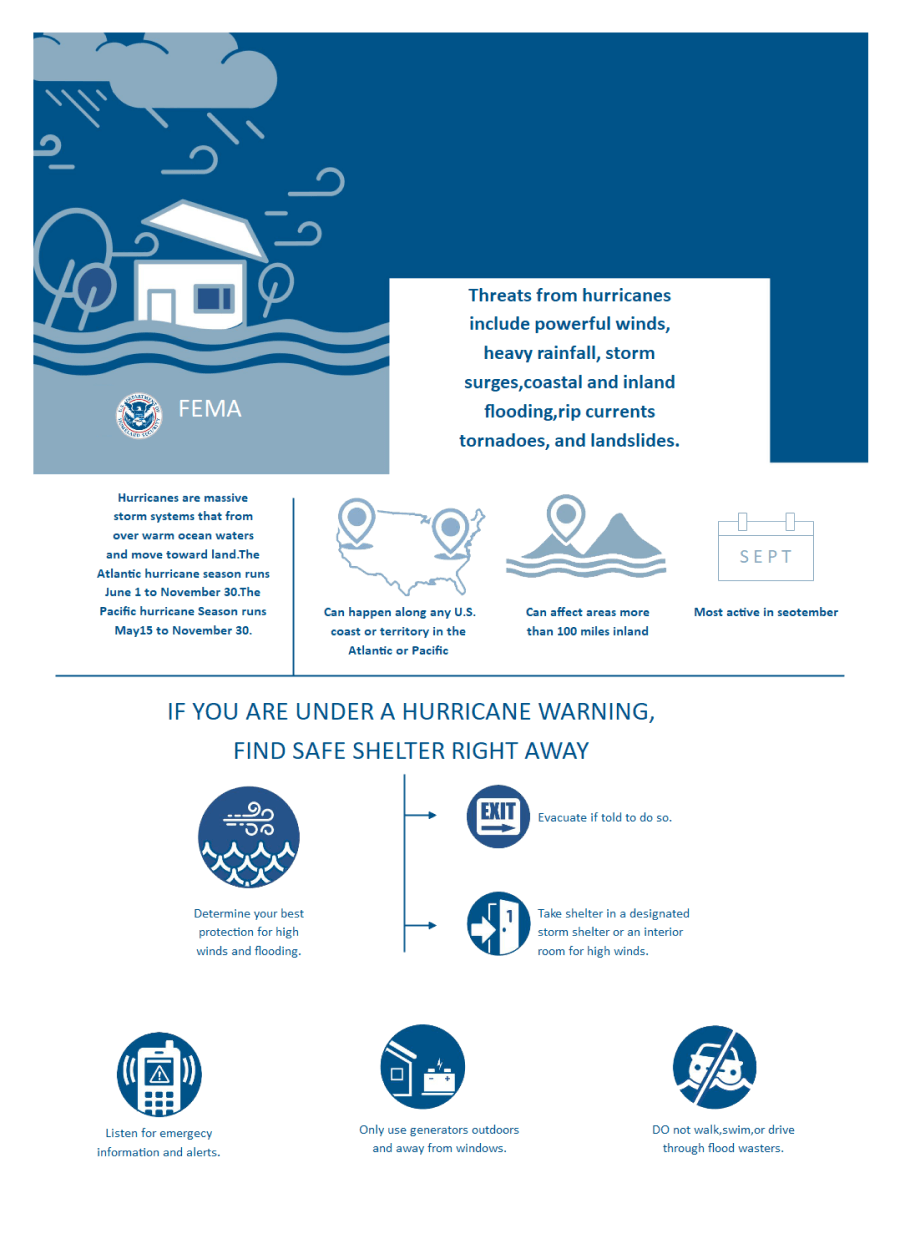 Threats from hurricanes
include powerful winds,
heavy rainfall, storm
surges,coastal and inland
flooding,rip currents
tornadoes, and landslides.
U.S. DEPARTMENT OF
HOMELAND SECURITY
FEMA
Hurricanes are massive
storm systems that from
over warm ocean waters
and move toward land.The
Atlantic hurricane season runs
June 1 to November 30.The
Pacific hurricane Season runs
May15 to November 30.
Can happen along any U.S.
coast or territory in the
Atlantic or Pacific
Can affect areas more
than 100 miles inland
SEPT
Most active in seotember
IF YOU ARE UNDER A HURRICANE WARNING,
FIND SAFE SHELTER RIGHT AWAY
Determine your best
protection for high
winds and flooding.
EXIT
Evacuate if told to do so.
1
Take shelter in a designated
storm shelter or an interior
room for high winds.
Listen for emergecy
information and alerts.
Only use generators outdoors
and away from windows.
DO not walk,swim,or drive
through flood wasters.